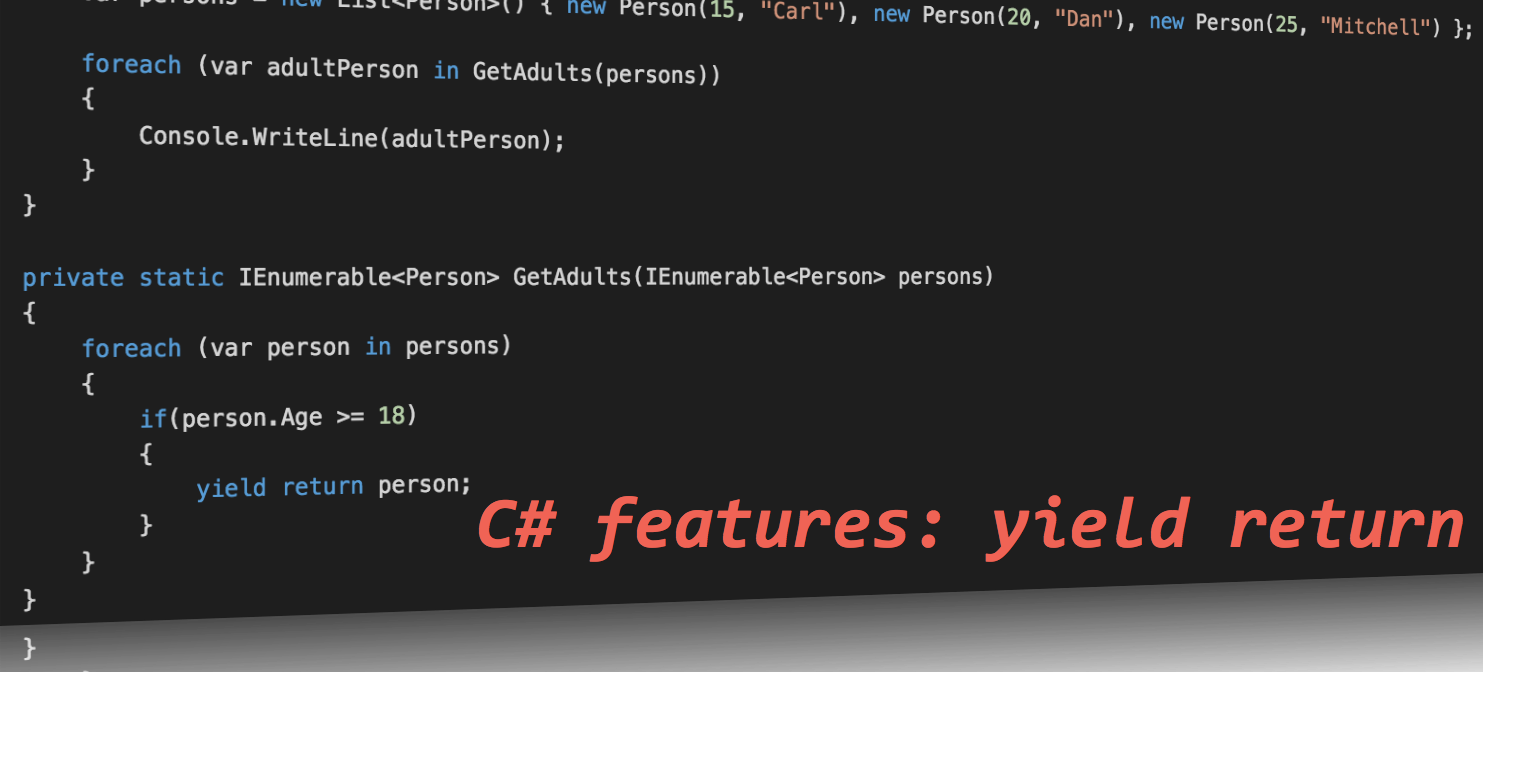 var persons = new List<Person>() { new Person(15, "Carl"), new Person(20, "Dan"), new Person(25, "Mitchell") };
foreach (var adultPerson in GetAdults(persons))
{
Console.WriteLine(adultPerson);
}
}
private static IEnumerable<Person> GetAdults(IEnumerable<Person> persons)
{
foreach (var person in persons)
{
if(person.Age >= 18)
{
yield return person;
}
}
}
C# features: yield return
}